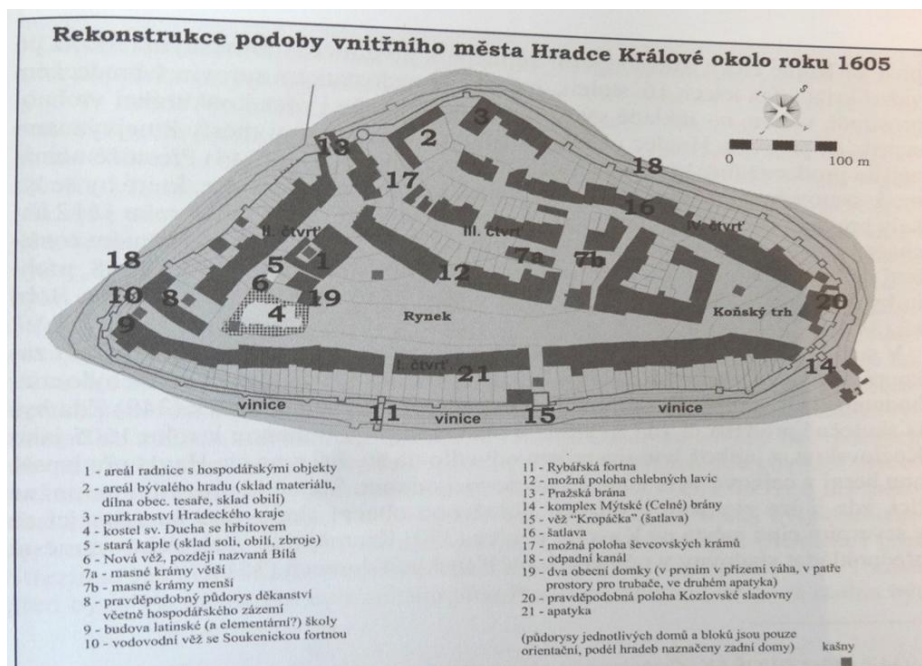 Rekonstrukce podoby vnitřního města Hradce Králové okolo roku 1605
S
0 100 m
2
3
13
17
18
16
II. čtvrť
III. čtvrť
IV. čtvrť
18
5
1
7a
7b
6
12
10
8
19
20
9
4
Rynek
Koňský trh
I. čtvrť
21
14
vinice
11
vinice
15
vinice
1 - areál radnice s hospodářskými objekty
2 - areál bývalého hradu (sklad materiálu,
dílna obec. tesaře, sklad obilí)
3 - purkrabství Hradeckého kraje
4 - kostel sv. Ducha se hřbitovem
5 - stará kaple (sklad soli, obilí, zbroje)
6 - Nová věž, později nazvaná Bílá
7a - masné krámy větší
7b - masné krámy menší
8 - pravděpodobný půdorys děkanství
včetně hospodářského zázemí
9 - budova latinské (a elementární?) školy
10 - vodovodní věž se Soukenickou fortnou
11 - Rybářská fortna
12 - možná poloha chlebných lavic
13 - Pražská brána
14 - komplex Mýtské (Celné) brány
15 - věž "Kropáčka" (šatlava)
16 - šatlava
17 - možná poloha ševcovských krámů
18 - odpadní kanál
19 - dva obecní domky (v prvním v přízemí váha, v patře
prostory pro trubače, ve druhém apatyka)
20 - pravděpodobná poloha Kozlovské sladovny
21 - apatyka
(půdorysy jednotlivých domů a bloků jsou pouze
orientační, podél hradeb naznačeny zadní domy)
kašny